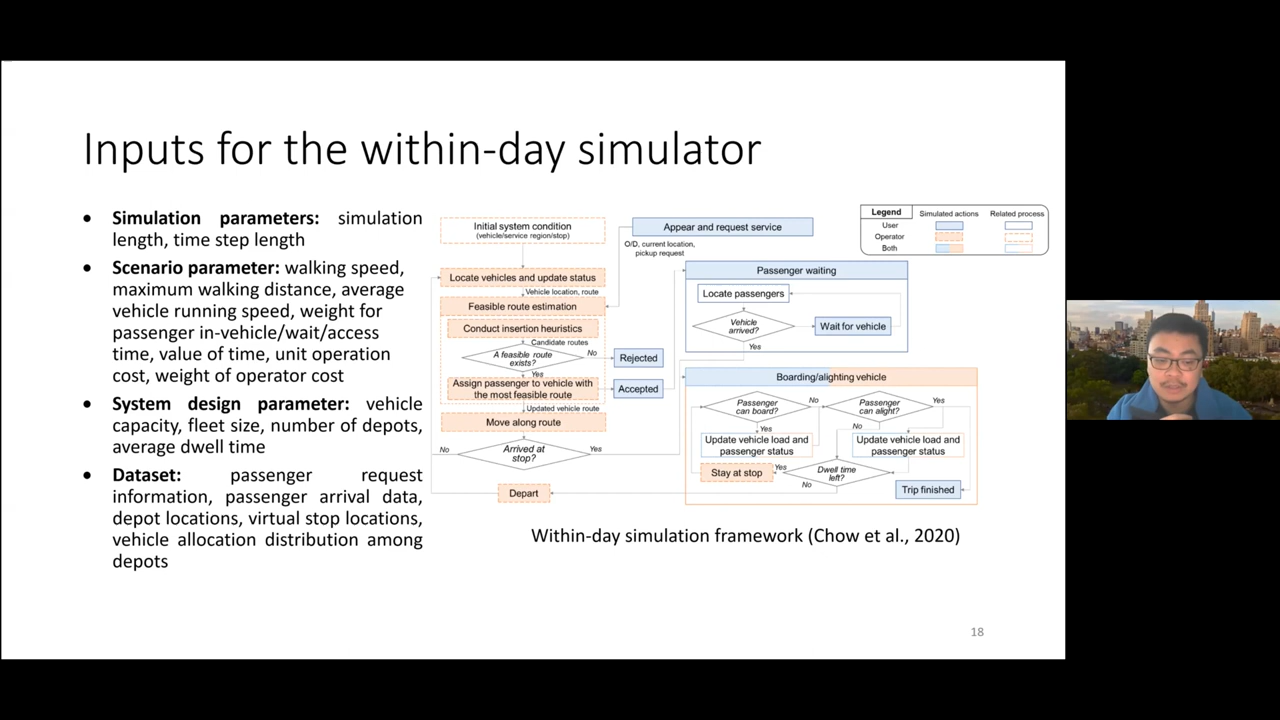 Inputs for the within-day simulator
• Simulation parameters: simulation
length, time step length
• Scenario parameter: walking speed,
maximum walking distance, average
vehicle running speed, weight for
passenger in-vehicle/wait/access
time, value of time, unit operation
cost, weight of operator cost
• System design parameter: vehicle
capacity, fleet size, number of depots,
average dwell time
• Dataset: passenger request
information, passenger arrival data,
depot locations, virtual stop locations,
vehicle allocation distribution among
depots
Initial system condition
(vehicle/service region/stop)
Locate vehicles and update status
Vehicle location, route
Feasible route estimation
Conduct insertion heuristics
Candidate routes
A feasible route
exists?
No
Yes
Rejected
Assign passenger to vehicle with
the most feasible route
Accepted
Updated vehicle route
Move along route
No
Arrived at
stop?
Yes
Depart
Appear and request service
O/D, current location,
pickup request
Passenger waiting
Locate passengers
Vehicle
arrived?
Wait for vehicle
Yes
Boarding/alighting vehicle
Passenger
can board?
No
Passenger
can alight?
Yes
Yes
No
Update vehicle load and
passenger status
Update vehicle load and
passenger status
Stay at stop
Yes
Dwell time
left?
No
Trip finished
Legend
Simulated actions
Related process
User
Operator
Both
Within-day simulation framework (Chow et al., 2020)
18